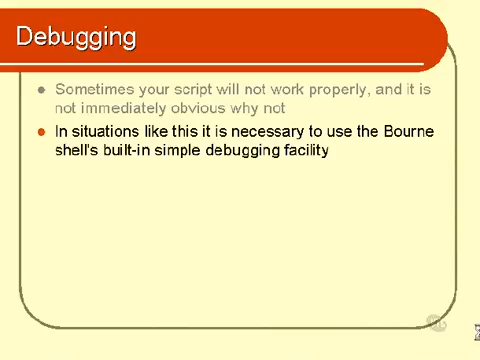 Debugging
Sometimes your script will not work properly, and it is
not immediately obvious why not
In situations like this it is necessary to use the Bourne
shell's built-in simple debugging facility